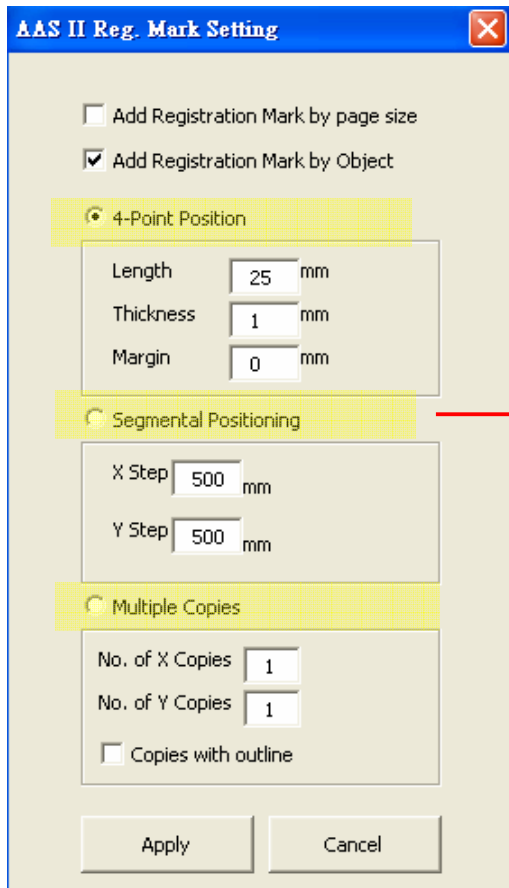 AAS II Reg. Mark Setting
Add Registration Mark by page size
Add Registration Mark by Object
4-Point Position
Length 25 mm
Thickness 1 mm
Margin 0 mm
Segmental Positioning
X Step 500 mm
Y Step 500 mm
Multiple Copies
No. of X Copies 1
No. of Y Copies 1
Copies with outline
Apply Cancel